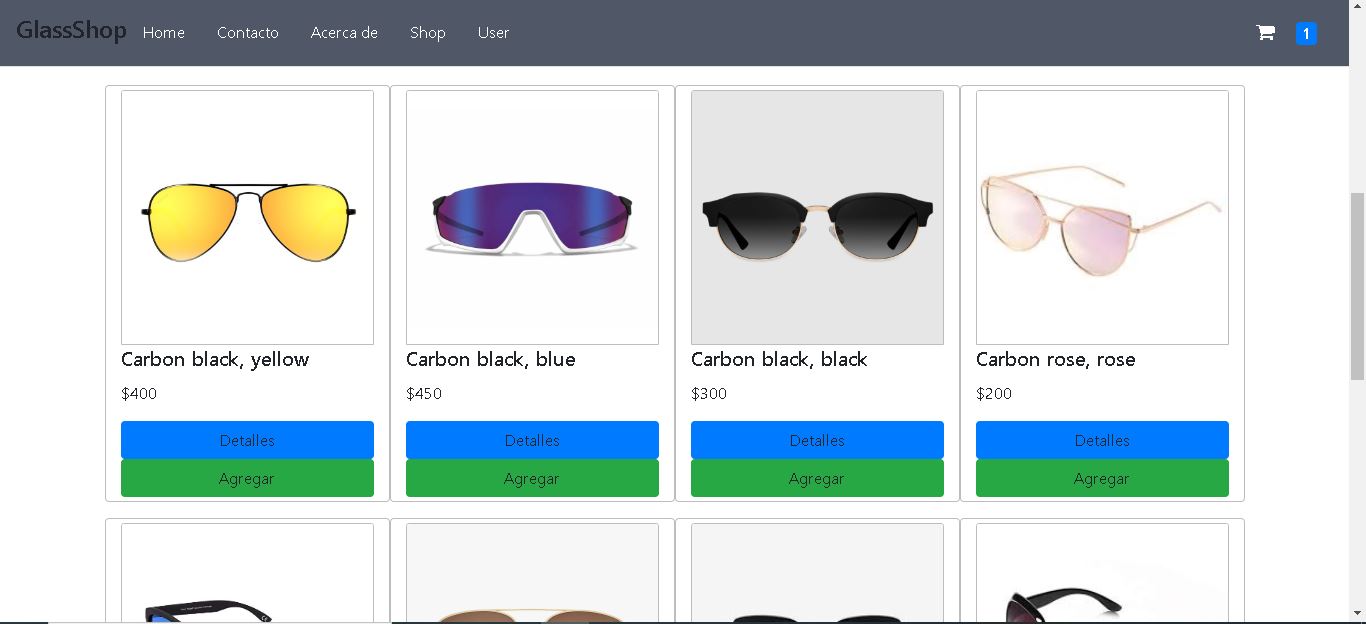 GlassShop Home Contacto Acerca de Shop User 1
Carbon black, yellow
$400
Detalles
Agregar
Carbon black, blue
$450
Detalles
Agregar
Carbon black, black
$300
Detalles
Agregar
Carbon rose, rose
$200
Detalles
Agregar